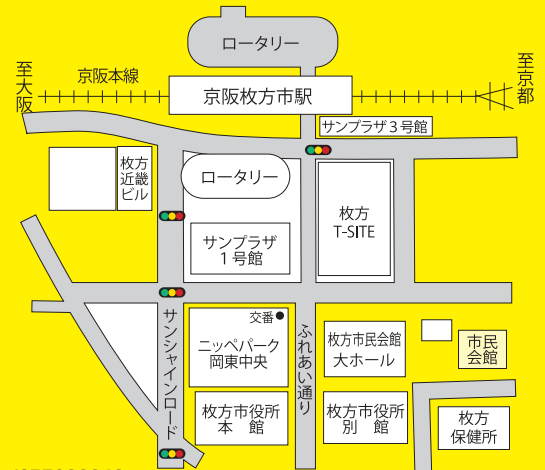 ロータリー
至京都
至大阪
京阪本線
京阪枚方市駅
サンプラザ3号館
枚方
近畿
ビル
ロータリー
枚方
T-SITE
サンプラザ
1号館
サンシャインロード
交番
ニッペパーク
岡東中央
ふれあい通り
枚方市民会館
大ホール
市民
会館
枚方市役所
本 館
枚方市役所
別 館
枚方
保健所